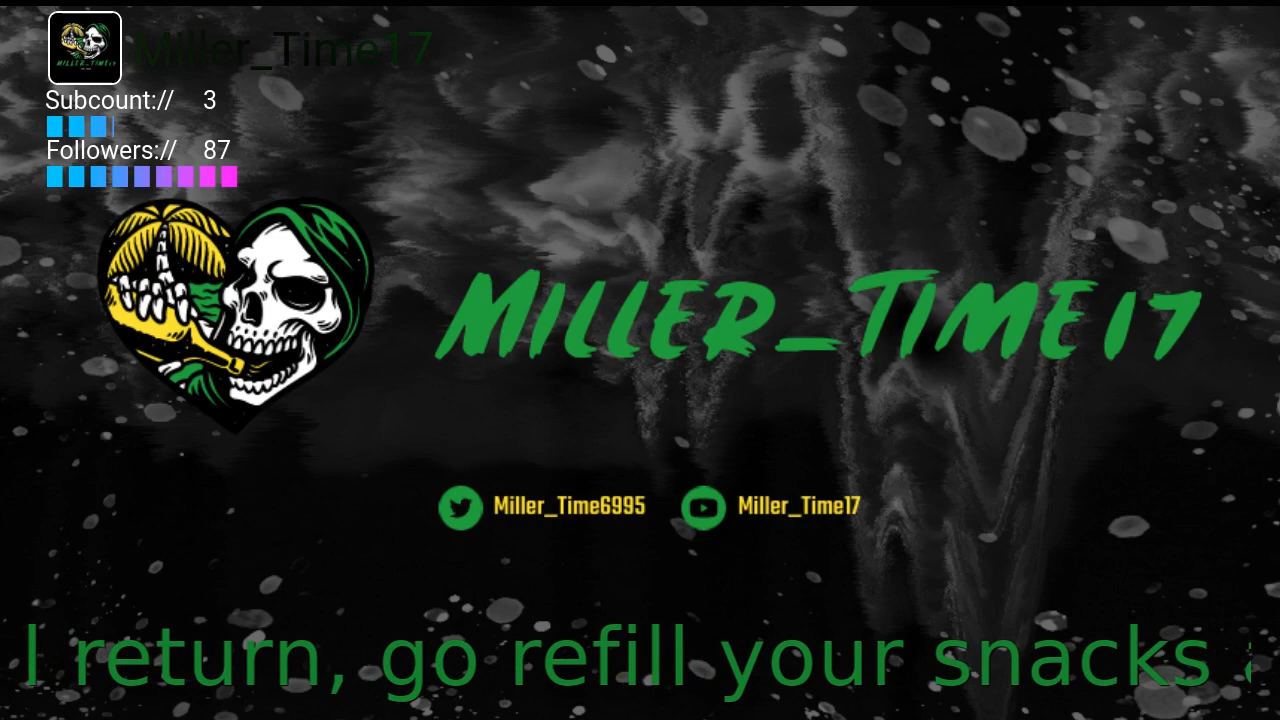 Miller_Time17
Subcount:// 3
Followers:// 87
MILLER_TIME17
Miller_Time6995 Miller_Time17
return, go refill your snacks